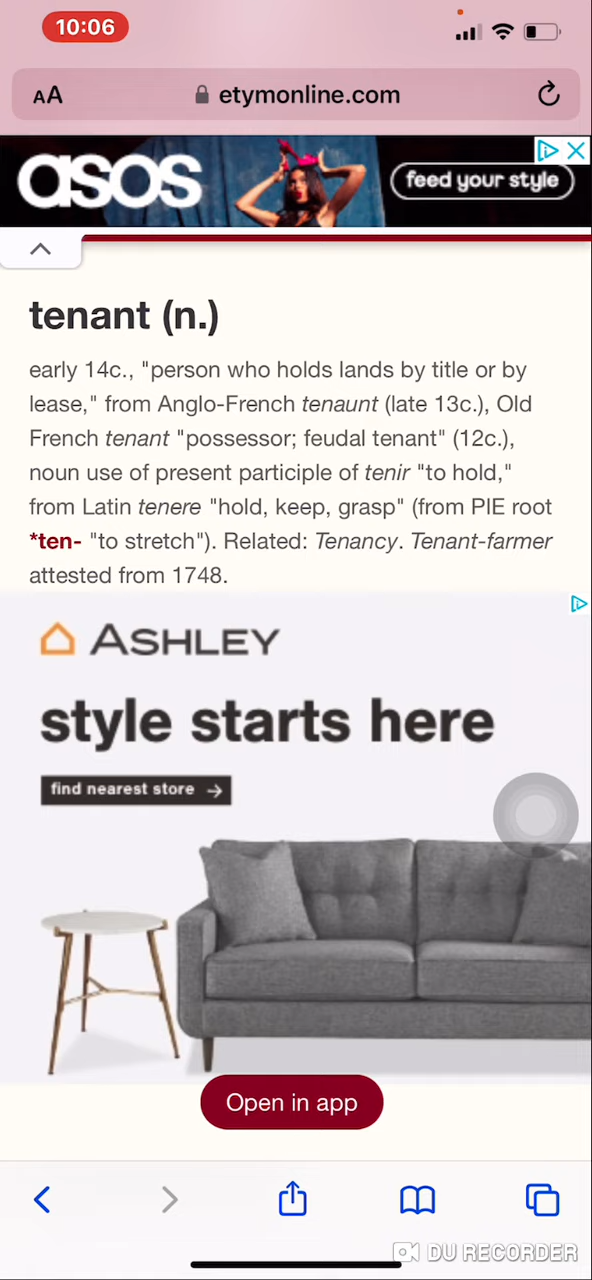 10:06
AA etymonline.com
asos
feed your style
tenant (n.)
early 14c., "person who holds lands by title or by
lease," from Anglo-French tenaunt (late 13c.), Old
French tenant "possessor; feudal tenant" (12c.),
noun use of present participle of tenir "to hold,"
from Latin tenere "hold, keep, grasp" (from PIE root
*ten- "to stretch"). Related: Tenancy. Tenant-farmer
attested from 1748.
ASHLEY
style starts here
find nearest store →
Open in app
DU RECORDER